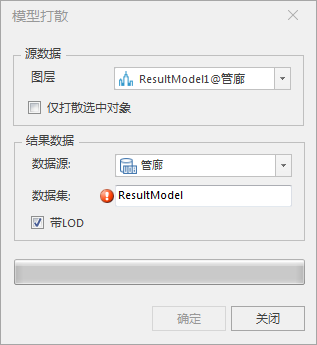 模型打散
源数据
图层 ResultModel1@管廊
仅打散选中对象
结果数据
数据源: 管廊
数据集: ResultModel
带LOD
确定 关闭